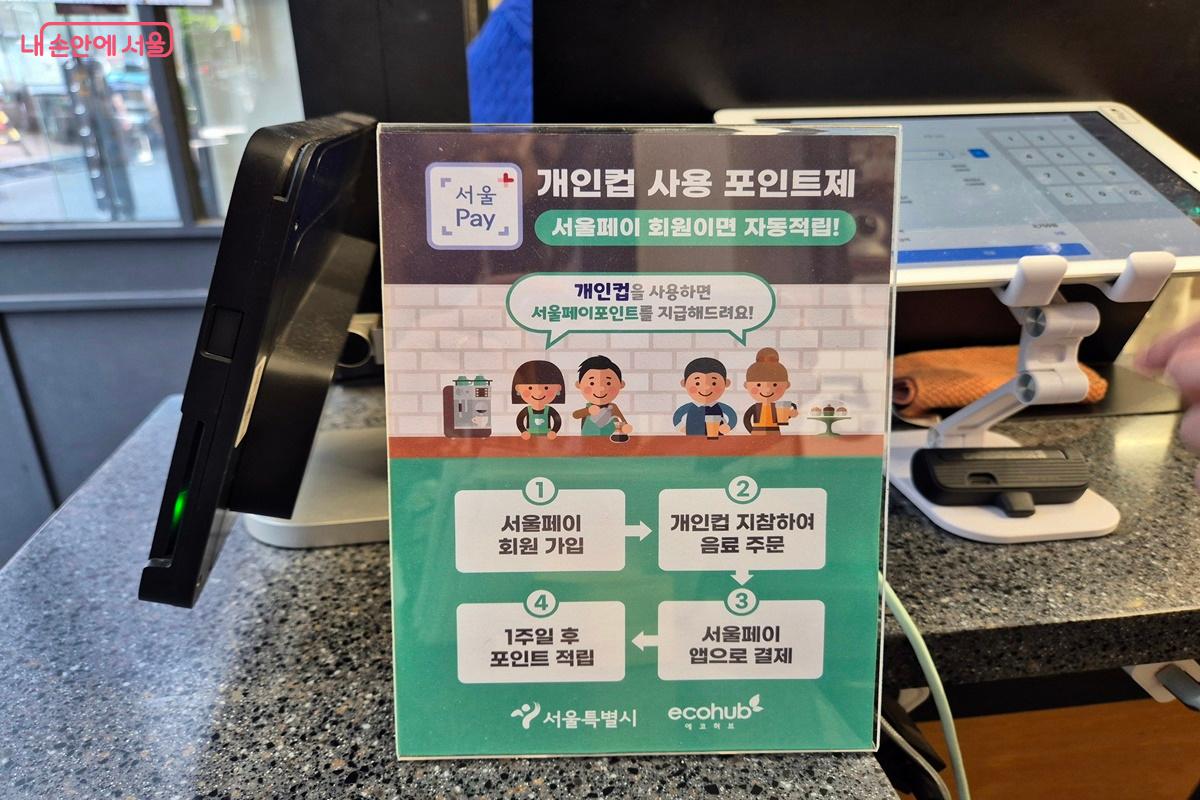 내 손안에 서울
서울
Pay
개인컵 사용 포인트제
서울페이 회원이면 자동적립!
개인컵을 사용하면
서울페이포인트를 지급해드려요!
1
서울페이
회원 가입
2
개인컵 지참하여
음료 주문
4
1주일 후
포인트 적립
3
서울페이
앱으로 결제
서울특별시
ecohub
에코허브